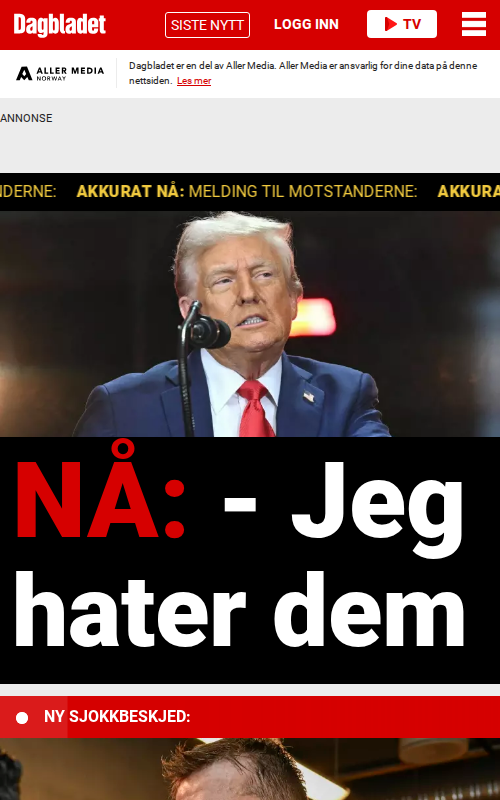 Dagbladet
SISTE NYTT
LOGG INN
TV
ALLER MEDIA
NORWAY
Dagbladet er en del av Aller Media. Aller Media er ansvarlig for dine data på denne
nettsiden. Les mer
ANNONSE
NDERNE: AKKURAT NÅ: MELDING TIL MOTSTANDERNE: AKKURA
NÅ: - Jeg
hater dem
NY SJOKKBESKJED: